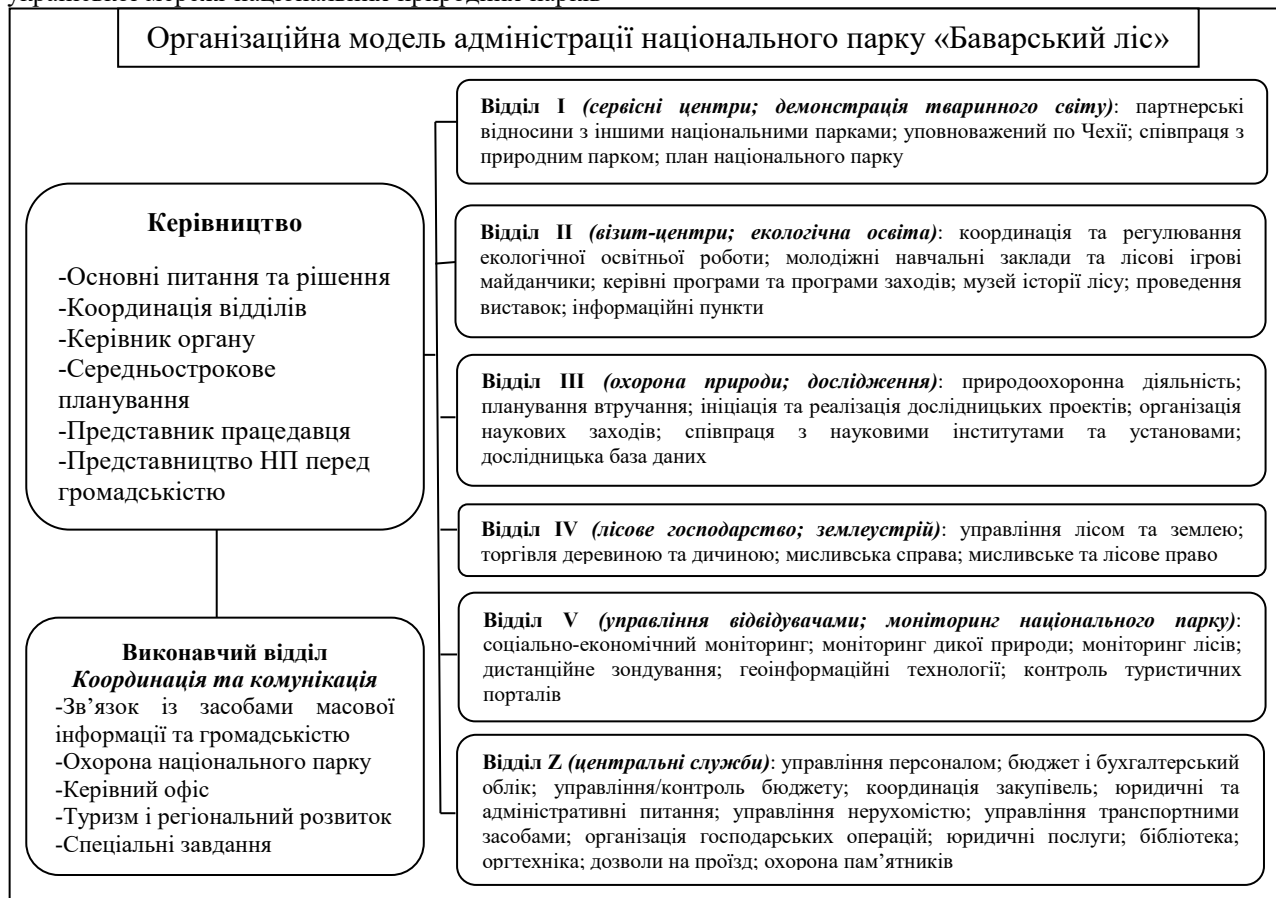 української мережі національних природних парків
Організаційна модель адміністрації національного парку «Баварський ліс»
Керівництво
-Основні питання та рішення
-Координація відділів
-Керівник органу
-Середньострокове
планування
-Представник працедавця
-Представництво НП перед
громадськістю
Виконавчий відділ
Координація та комунікація
-Зв’язок із засобами масової
інформації та громадськістю
-Охорона національного парку
-Керівний офіс
-Туризм і регіональний розвиток
-Спеціальні завдання
Відділ I (сервісні центри; демонстрація тваринного світу): партнерські
відносини з іншими національними парками; уповноважений по Чехії; співпраця з
природним парком; план національного парку
Відділ II (візит-центри; екологічна освіта): координація та регулювання
екологічної освітньої роботи; молодіжні навчальні заклади та лісові ігрові
майданчики; керівні програми та програми заходів; музей історії лісу; проведення
виставок; інформаційні пункти
Відділ III (охорона природи; дослідження): природоохоронна діяльність;
планування втручання; ініціація та реалізація дослідницьких проектів; організація
наукових заходів; співпраця з науковими інститутами та установами;
дослідницька база даних
Відділ IV (лісове господарство; землеустрій): управління лісом та землею;
торгівля деревиною та дичиною; мисливська справа; мисливське та лісове право
Відділ V (управління відвідувачами; моніторинг національного парку):
соціально-економічний моніторинг; моніторинг дикої природи; моніторинг лісів;
дистанційне зондування; геоінформаційні технології; контроль туристичних
порталів
Відділ Z (центральні служби): управління персоналом; бюджет і бухгалтерський
облік; управління/контроль бюджету; координація закупівель; юридичні та
адміністративні питання; управління нерухомістю; управління транспортними
засобами; організація господарських операцій; юридичні послуги; бібліотека;
оргтехніка; дозволи на проїзд; охорона пам’ятників